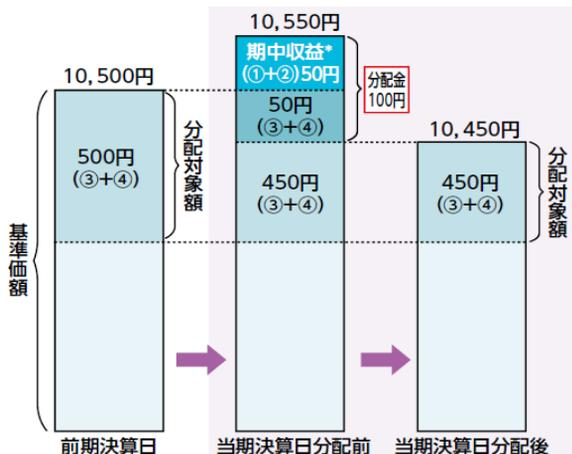 10,550円
期中収益*
(①+②)50円
分配金
100円
10,500円
50円
(③+④)
10,450円
500円
(③+④)
分配対象額
450円
(③+④)
450円
(③+④)
分配対象額
基準価額
前期決算日
当期決算日分配前
当期決算日分配後